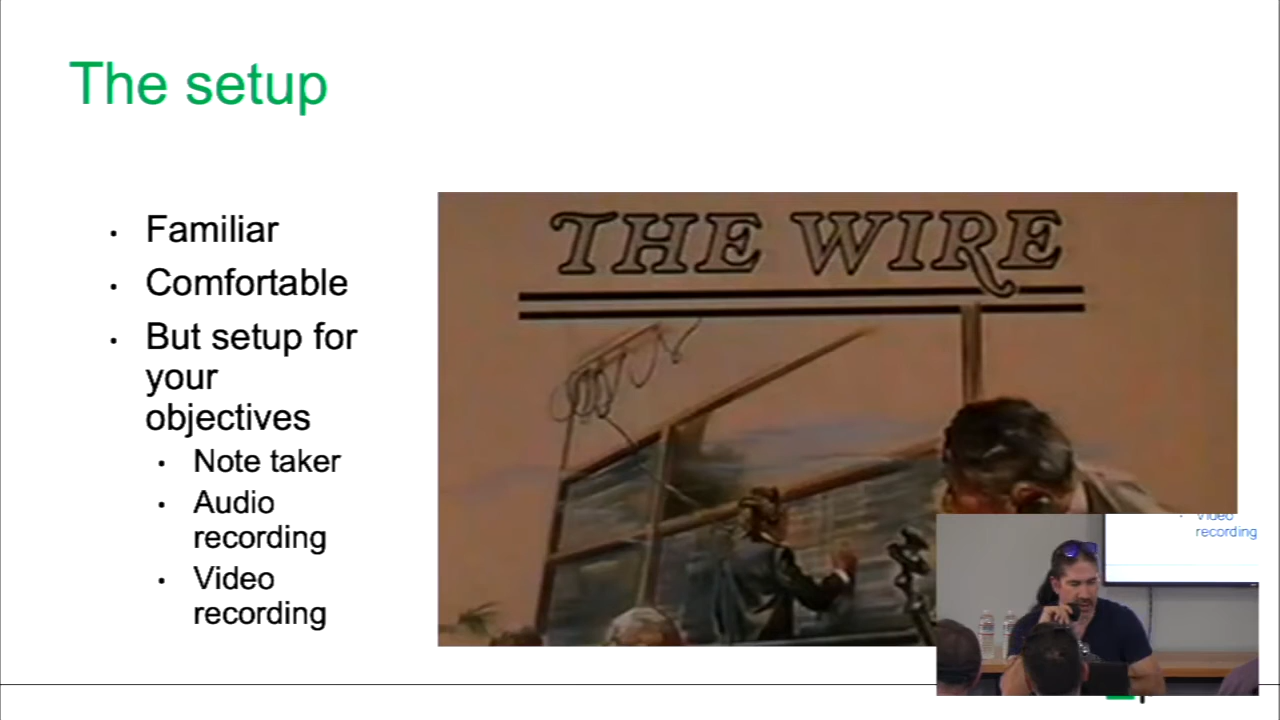 The setup
Familiar
Comfortable
But setup for
your
objectives
Note taker
Audio
recording
Video
recording
THE WIRE
Video
recording